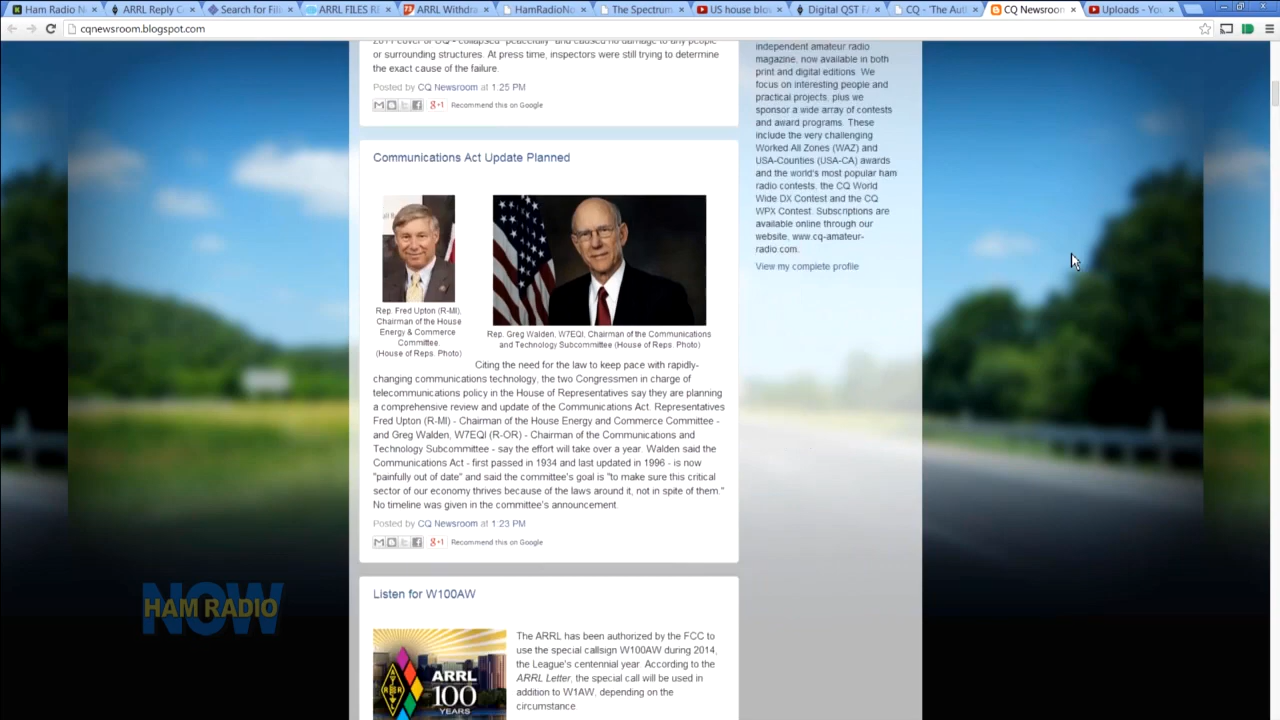 Ham Radio N
ARRL Reply C
Search for Fili
ARRL FILES R
ARRL Withdra
HamRadioNo
The Spectrum
US house blo
Digital QST FA
CQ - 'The Aut
CQ Newsroom
Uploads - You
cqnewsroom.blogspot.com
2011 cover of CQ - collapsed "peacefully" and caused no damage to any people
or surrounding structures. At press time, inspectors were still trying to determine
the exact cause of the failure.
Posted by CQ Newsroom at 1:25 PM
g+1 Recommend this on Google
Communications Act Update Planned
Rep. Fred Upton (R-MI),
Chairman of the House
Energy & Commerce
Committee.
(House of Reps. Photo)
Rep. Greg Walden, W7EQI, Chairman of the Communications
and Technology Subcommittee (House of Reps. Photo)
Citing the need for the law to keep pace with rapidly-
changing communications technology, the two Congressmen in charge of
telecommunications policy in the House of Representatives say they are planning
a comprehensive review and update of the Communications Act. Representatives
Fred Upton (R-MI) - Chairman of the House Energy and Commerce Committee -
and Greg Walden, W7EQI (R-OR) - Chairman of the Communications and
Technology Subcommittee - say the effort will take over a year. Walden said the
Communications Act - first passed in 1934 and last updated in 1996 - is now
"painfully out of date" and said the committee's goal is "to make sure this critical
sector of our economy thrives because of the laws around it, not in spite of them."
No timeline was given in the committee's announcement.
Posted by CQ Newsroom at 1:23 PM
g+1 Recommend this on Google
Listen for W100AW
ARRL
100
YEARS
The ARRL has been authorized by the FCC to
use the special callsign W100AW during 2014,
the League's centennial year. According to the
ARRL Letter, the special call will be used in
addition to W1AW, depending on the
circumstance.
independent amateur radio
magazine, now available in both
print and digital editions. We
focus on interesting people and
practical projects, plus we
sponsor a wide array of contests
and award programs. These
include the very challenging
Worked All Zones (WAZ) and
USA-Counties (USA-CA) awards
and the world's most popular ham
radio contests, the CQ World
Wide DX Contest and the CQ
WPX Contest. Subscriptions are
available online through our
website, www.cq-amateur-
radio.com.
View my complete profile
HAM RADIO
NOW